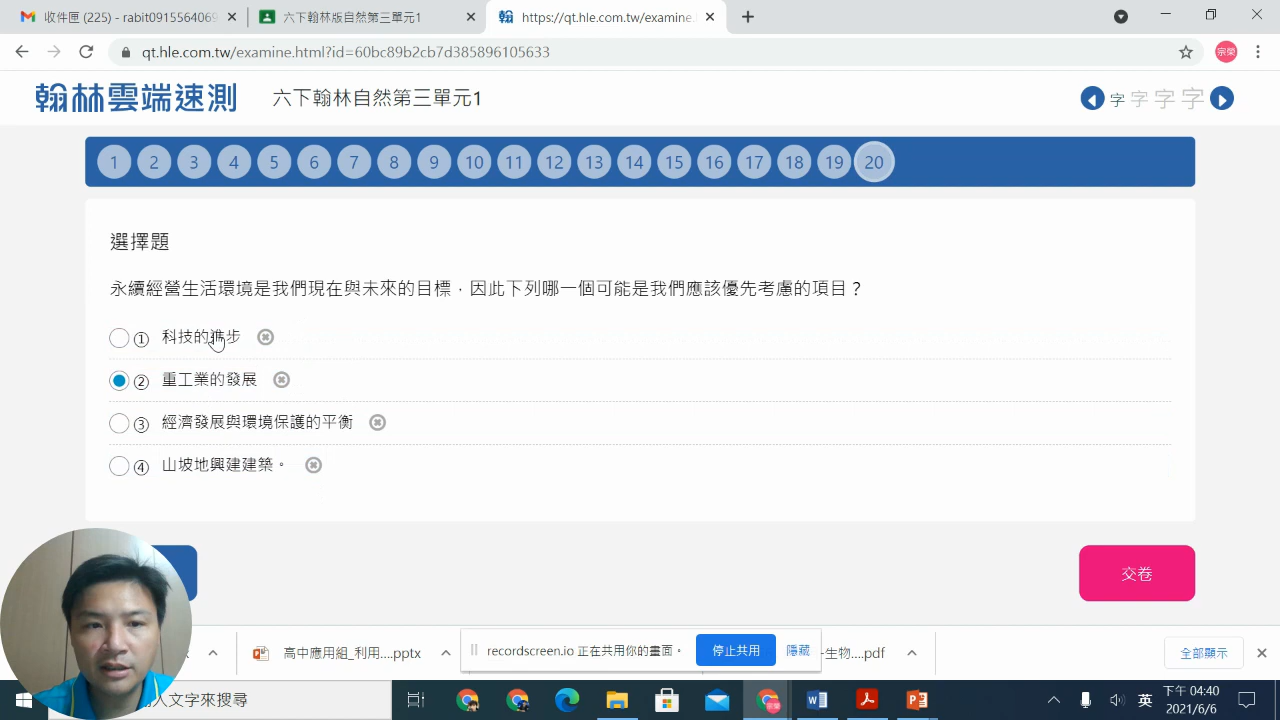 收件匣 (225) - rabit0915564069
六下翰林版自然第三單元1
https://qt.hle.com.tw/examine.
qt.hle.com.tw/examine.html?id=60bc89b2cb7d385896105633
宗榮
翰林雲端速測
六下翰林自然第三單元1
字 字 字 字
1 2 3 4 5 6 7 8 9 10 11 12 13 14 15 16 17 18 19 20
選擇題
永續經營生活環境是我們現在與未來的目標，因此下列哪一個可能是我們應該優先考慮的項目？
① 科技的進步
② 重工業的發展
③ 經濟發展與環境保護的平衡
④ 山坡地興建建築。
交卷
高中應用組_利用....pptx
recordscreen.io 正在共用你的畫面。
停止共用
隱藏
-生物....pdf
全部顯示
入文字來搜尋
英
下午 04:40
2021/6/6